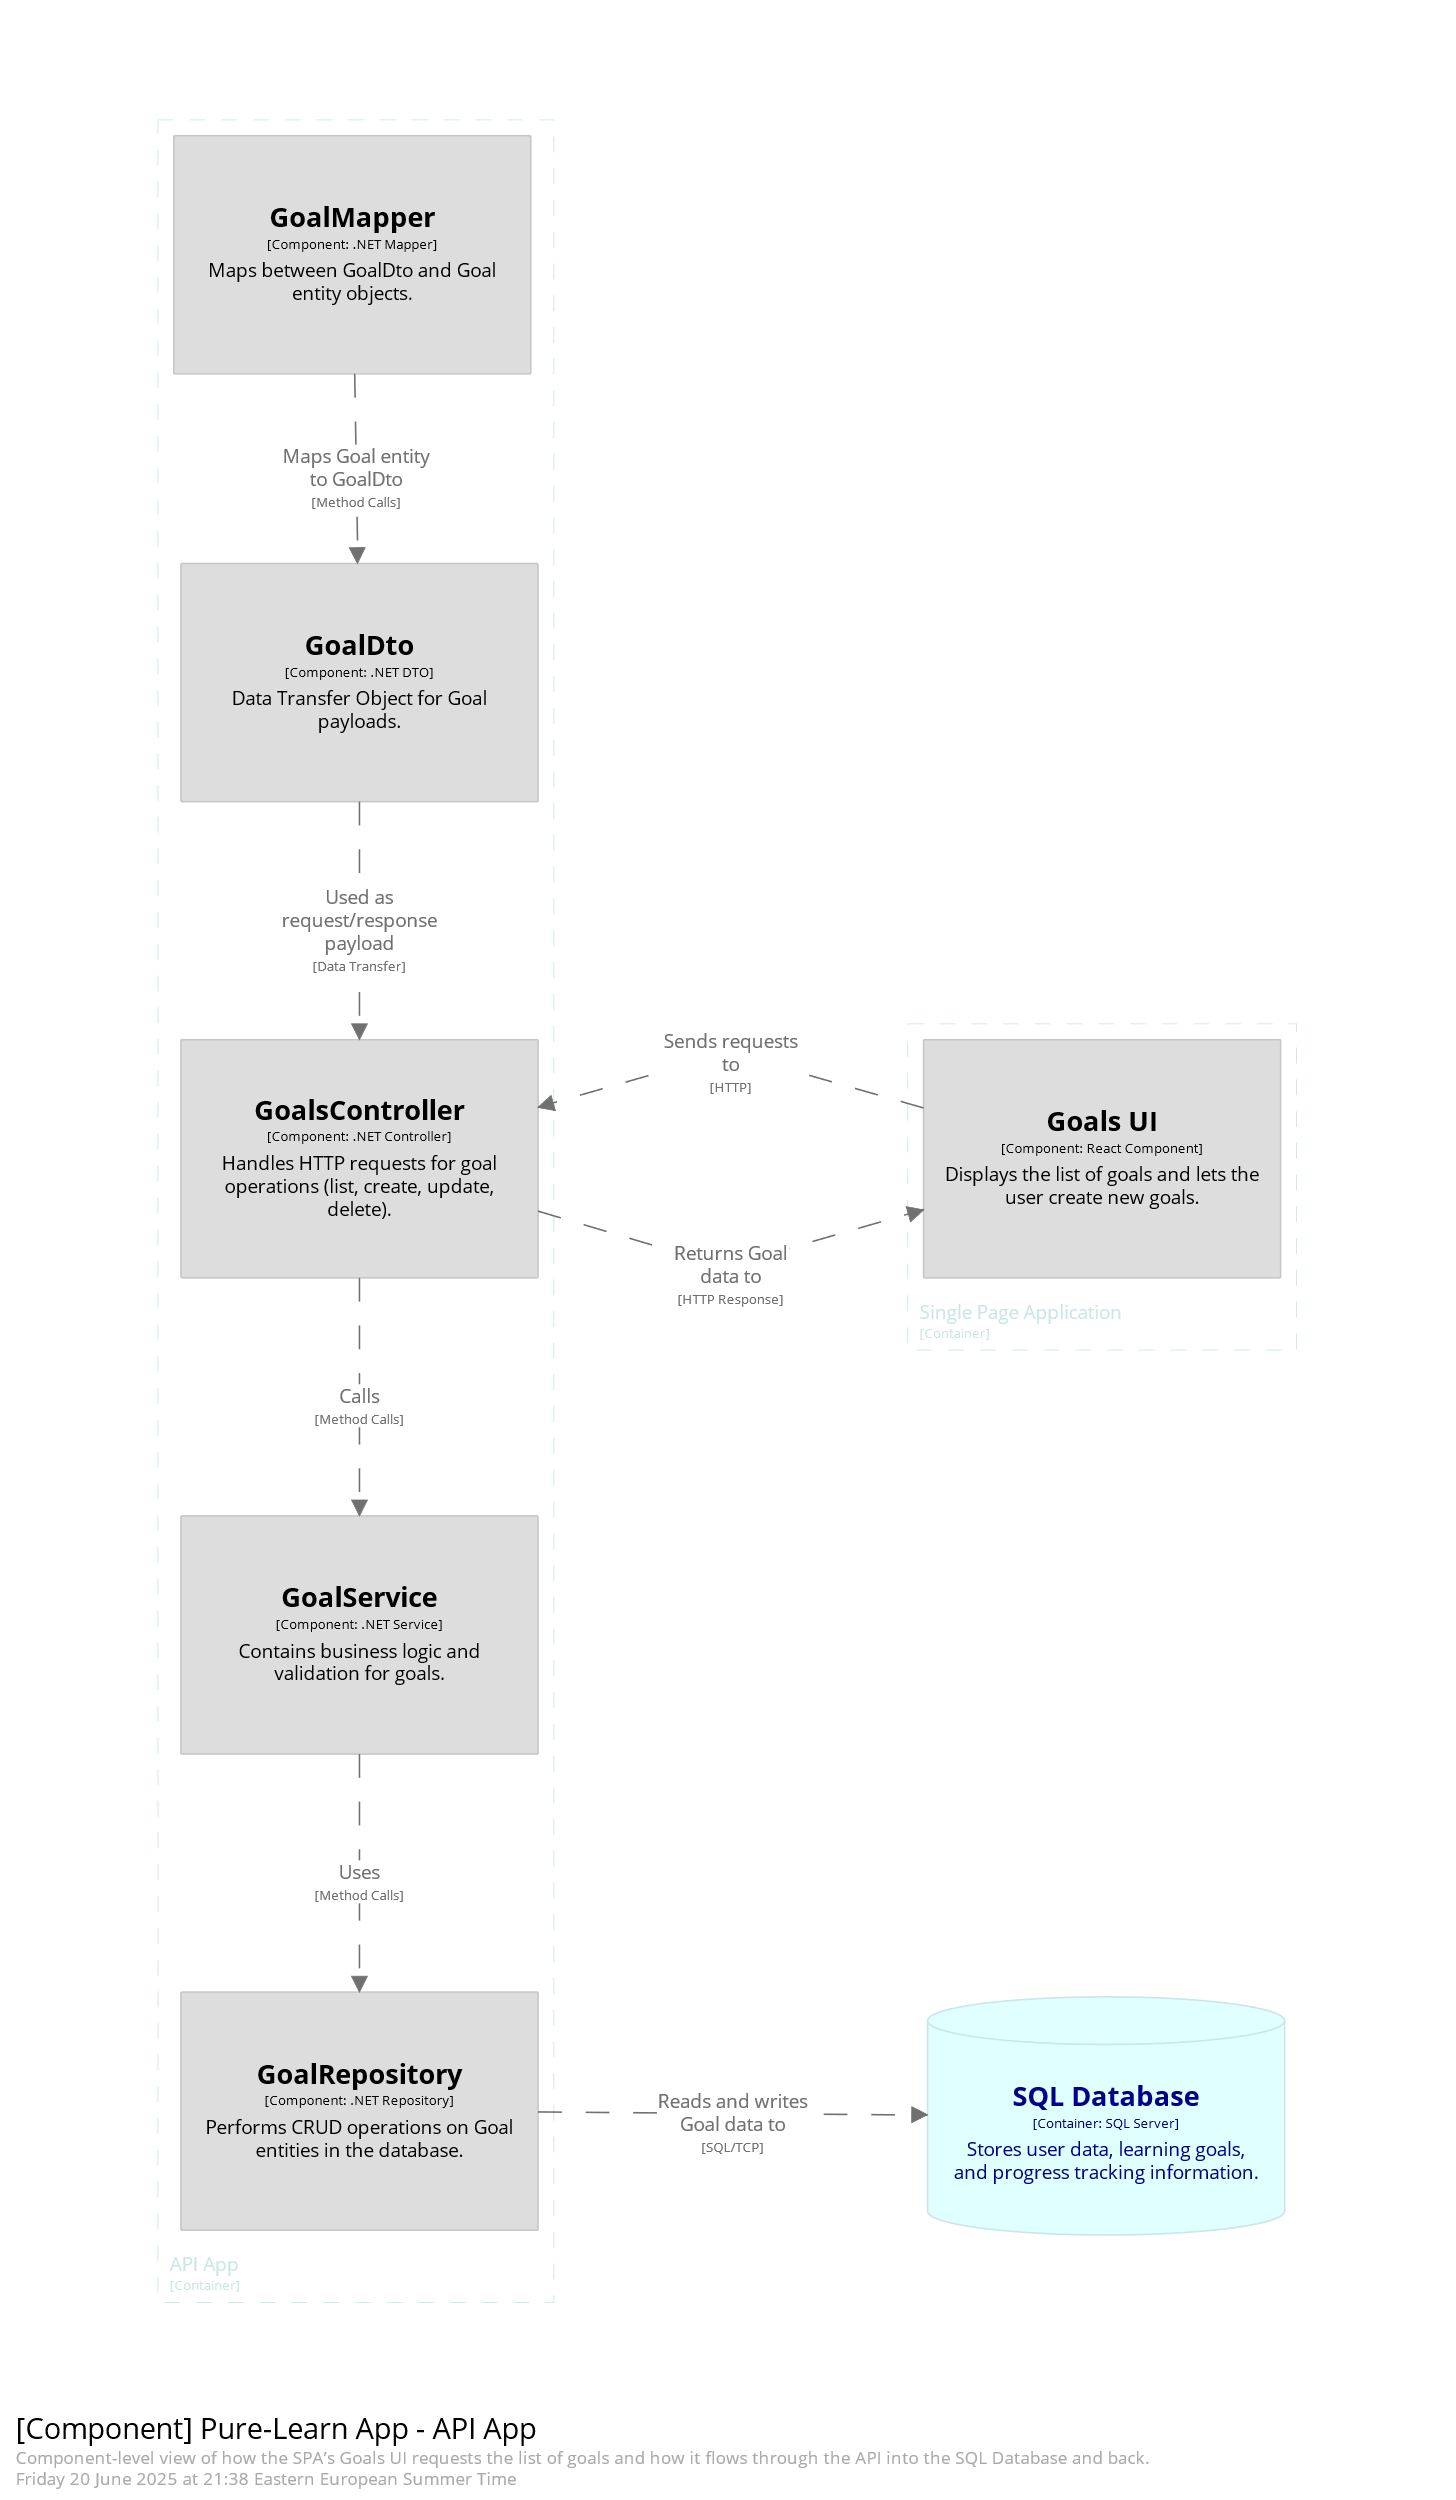 GoalMapper
[Component: .NET Mapper]
Maps between GoalDto and Goal
entity objects.
Maps Goal entity
to GoalDto
[Method Calls]
GoalDto
[Component: .NET DTO]
Data Transfer Object for Goal
payloads.
Used as
request/response
payload
[Data Transfer]
GoalsController
[Component: .NET Controller]
Handles HTTP requests for goal
operations (list, create, update,
delete).
Sends requests
to
[HTTP]
Returns Goal
data to
[HTTP Response]
Goals UI
[Component: React Component]
Displays the list of goals and lets the
user create new goals.
Single Page Application
[Container]
Calls
[Method Calls]
GoalService
[Component: .NET Service]
Contains business logic and
validation for goals.
Uses
[Method Calls]
GoalRepository
[Component: .NET Repository]
Performs CRUD operations on Goal
entities in the database.
Reads and writes
Goal data to
[SQL/TCP]
SQL Database
[Container: SQL Server]
Stores user data, learning goals,
and progress tracking information.
API App
[Container]
[Component] Pure-Learn App - API App
Component-level view of how the SPA’s Goals UI requests the list of goals and how it flows through the API into the SQL Database and back.
Friday 20 June 2025 at 21:38 Eastern European Summer Time